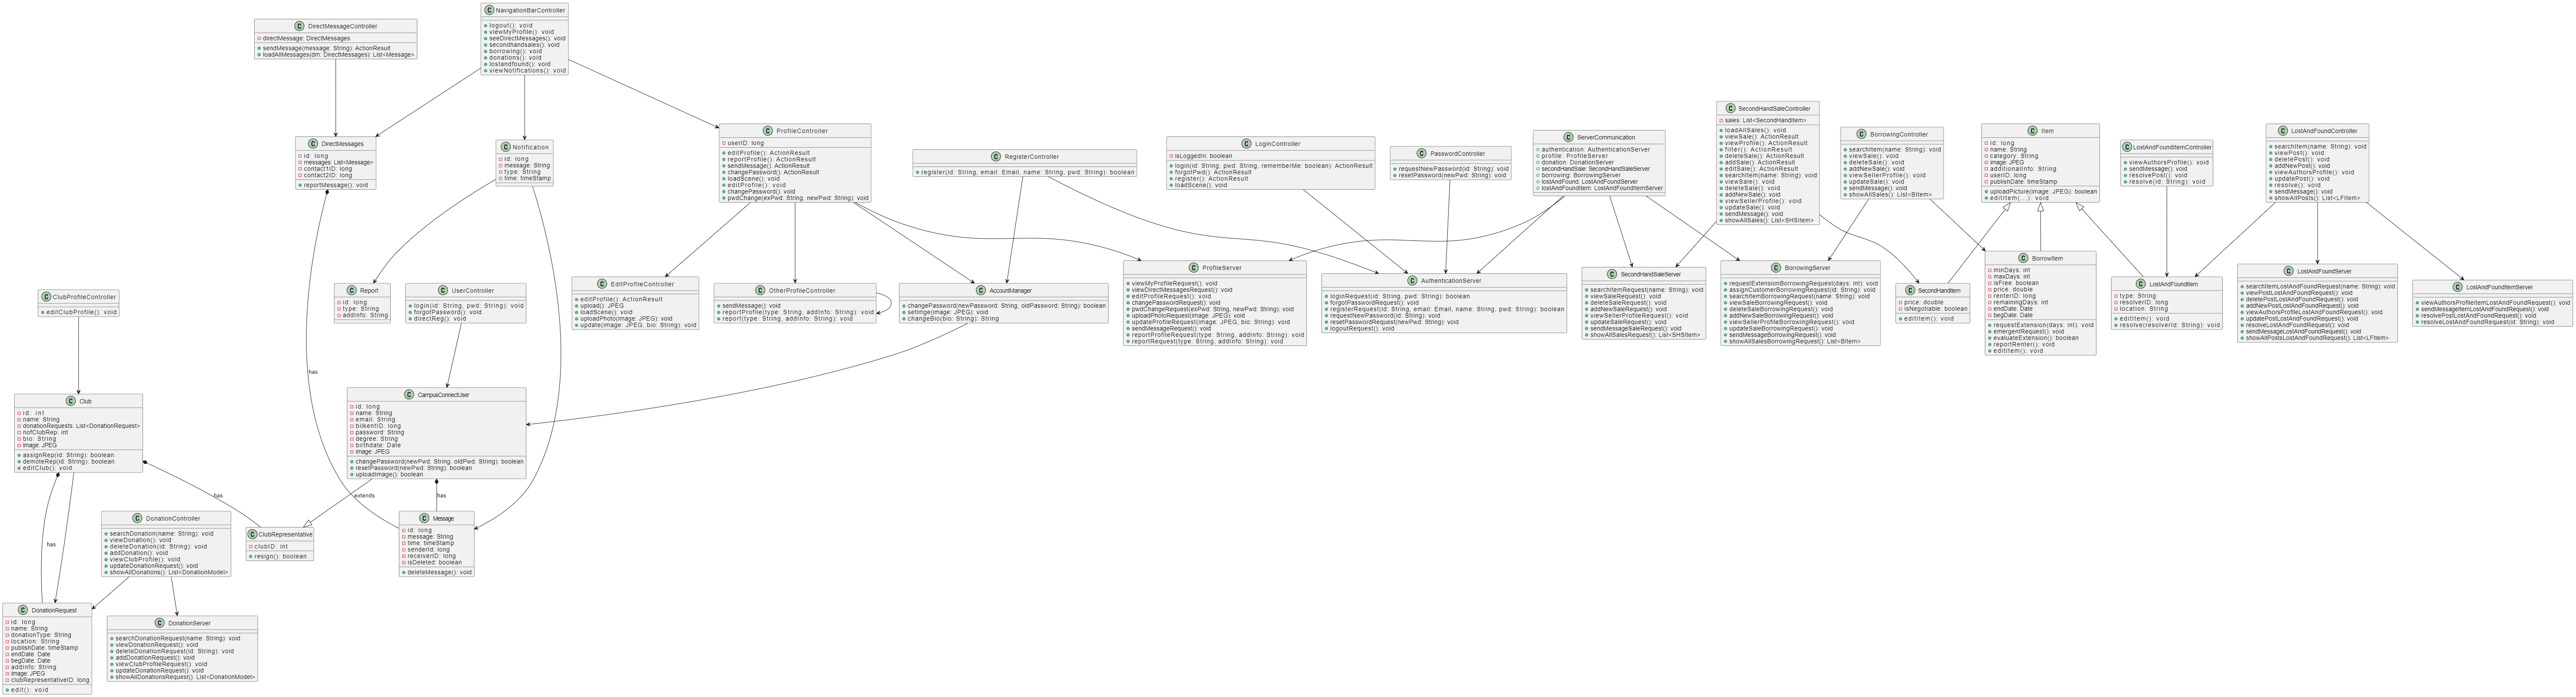 DirectMessageController
directMessage: DirectMessages
sendMessage(message: String): ActionResult
loadAllMessages(dm: DirectMessages): List<Message>
NavigationBarController
logout(): void
viewMyProfile(): void
seeDirectMessages(): void
secondhandsales(): void
borrowing(): void
donations(): void
lostandfound(): void
viewNotifications(): void
DirectMessages
id: long
messages: List<Message>
contact1ID: long
contact2ID: long
reportMessage(): void
Notification
id: long
message: String
type: String
time: timeStamp
ProfileController
userID: long
editProfile(): ActionResult
reportProfile(): ActionResult
sendMessage(): ActionResult
changePassword(): ActionResult
loadScene(): void
editProfile(): void
changePassword(): void
pwdChange(exPwd: String, newPwd: String): void
RegisterController
register(id: String, email: Email, name: String, pwd: String): boolean
LoginController
isLoggedIn: boolean
login(id: String, pwd: String, rememberMe: boolean): ActionResult
forgotPwd(): ActionResult
register(): ActionResult
loadScene(): void
PasswordController
requestNewPassword(id: String): void
resetPassword(newPwd: String): void
ServerCommunication
authentication: AuthenticationServer
profile: ProfileServer
donation: DonationServer
secondHandSale: SecondHandSaleServer
borrowing: BorrowingServer
lostAndFound: LostAndFoundServer
lostAndFoundItem: LostAndFoundItemServer
SecondHandSaleController
sales: List<SecondHandItem>
loadAllSales(): void
viewSale(): ActionResult
viewProfile(): ActionResult
filter(): ActionResult
deleteSale(): ActionResult
addSale(): ActionResult
editSale(): ActionResult
searchItem(name: String): void
viewSale(): void
deleteSale(): void
addNewSale(): void
viewSellerProfile(): void
updateSale(): void
sendMessage(): void
showAllSales(): List<SHSItem>
BorrowingController
searchItem(name: String): void
viewSale(): void
deleteSale(): void
addNewSale(): void
viewSellerProfile(): void
updateSale(): void
sendMessage(): void
showAllSales(): List<BItem>
Item
id: long
name: String
category: String
image: JPEG
additionalInfo: String
userID: long
publishDate: timeStamp
uploadPicture(image: JPEG): boolean
editItem(...): void
LostAndFoundItemController
viewAuthorsProfile(): void
sendMessage(): void
resolvePost(): void
resolve(id: String): void
LostAndFoundController
searchItem(name: String): void
viewPost(): void
deletePost(): void
addNewPost(): void
viewAuthorsProfile(): void
updatePost(): void
resolve(): void
sendMessage(): void
showAllPosts(): List<LFItem>
ClubProfileController
editClubProfile(): void
Report
id: long
type: String
addInfo: String
UserController
login(id: String, pwd: String): void
forgotPassword(): void
directReg(): void
EditProfileController
editProfile(): ActionResult
upload(): JPEG
loadScene(): void
uploadPhoto(image: JPEG): void
update(image: JPEG, bio: String): void
OtherProfileController
sendMessage(): void
reportProfile(type: String, addInfo: String): void
report(type: String, addInfo: String): void
AccountManager
changePassword(newPassword: String, oldPassword: String): boolean
setImge(image: JPEG): void
changeBio(bio: String): String
ProfileServer
viewMyProfileRequest(): void
viewDirectMessagesRequest(): void
editProfileRequest(): void
changePasswordRequest(): void
pwdChangeRequest(exPwd: String, newPwd: String): void
uploadPhotoRequest(image: JPEG): void
updateProfileRequest(image: JPEG, bio: String): void
sendMessageRequest(): void
reportProfileRequest(type: String, addInfo: String): void
reportRequest(type: String, addInfo: String): void
AuthenticationServer
loginRequest(id: String, pwd: String): boolean
forgotPasswordRequest(): void
registerRequest(id: String, email: Email, name: String, pwd: String): boolean
requestNewPassword(id: String): void
resetPasswordRequest(newPwd: String): void
logoutRequest(): void
SecondHandSaleServer
searchItemRequest(name: String): void
viewSaleRequest(): void
deleteSaleRequest(): void
addNewSaleRequest(): void
viewSellerProfileRequest(): void
updateSaleRequest(): void
sendMessageSaleRequest(): void
showAllSalesRequest(): List<SHSItem>
BorrowingServer
requestExtensionBorrowingRequest(days: int): void
assignCustomerBorrowingRequest(id: String): void
searchItemBorrowingRequest(name: String): void
viewSaleBorrowingRequest(): void
deleteSaleBorrowingRequest(): void
addNewSaleBorrowingRequest(): void
viewSellerProfileBorrowingRequest(): void
updateSaleBorrowingRequest(): void
sendMessageBorrowingRequest(): void
showAllSalesBorrowingRequest(): List<BItem>
SecondHandItem
price: double
isNegotiable: boolean
editItem(): void
BorrowItem
minDays: int
maxDays: int
isFree: boolean
price: double
renterID: long
remainingDays: int
endDate: Date
begDate: Date
requestExtension(days: int): void
emergentRequest(): void
evaluateExtension(): boolean
reportRenter(): void
editItem(): void
LostAndFoundItem
type: String
resolverID: long
location: String
editItem(): void
resolve(resolverId: String): void
LostAndFoundServer
searchItemLostAndFoundRequest(name: String): void
viewPostLostAndFoundRequest(): void
deletePostLostAndFoundRequest(): void
addNewPostLostAndFoundRequest(): void
viewAuthorsProfileLostAndFoundRequest(): void
updatePostLostAndFoundRequest(): void
resolveLostAndFoundRequest(): void
sendMessageLostAndFoundRequest(): void
showAllPostsLostAndFoundRequest(): List<LFItem>
LostAndFoundItemServer
viewAuthorsProfileItemLostAndFoundRequest(): void
sendMessageItemLostAndFoundRequest(): void
resolvePostLostAndFoundRequest(): void
resolveLostAndFoundRequest(id: String): void
has
Club
id: int
name: String
donationRequests: List<DonationRequest>
nofClubRep: int
bio: String
image: JPEG
assignRep(id: String): boolean
demoteRep(id: String): boolean
editClub(): void
CampusConnectUser
id: long
name: String
email: String
bilkentID: long
password: String
degree: String
birthdate: Date
image: JPEG
changePassword(newPwd: String, oldPwd: String): boolean
resetPassword(newPwd: String): boolean
uploadImage(): boolean
has
extends
has
has
DonationController
searchDonation(name: String): void
viewDonation(): void
deleteDonation(id: String): void
addDonation(): void
viewClubProfile(): void
updateDonationRequest(): void
showAllDonations(): List<DonationModel>
ClubRepresentative
clubID: int
resign(): boolean
Message
id: long
message: String
time: timeStamp
senderId: long
receiverID: long
isDeleted: boolean
deleteMessage(): void
DonationRequest
id: long
name: String
donationType: String
location: String
publishDate: timeStamp
endDate: Date
begDate: Date
addInfo: String
image: JPEG
clubRepresentativeID: long
edit(): void
DonationServer
searchDonationRequest(name: String): void
viewDonationRequest(): void
deleteDonationRequest(id: String): void
addDonationRequest(): void
viewClubProfileRequest(): void
updateDonationRequest(): void
showAllDonationsRequest(): List<DonationModel>